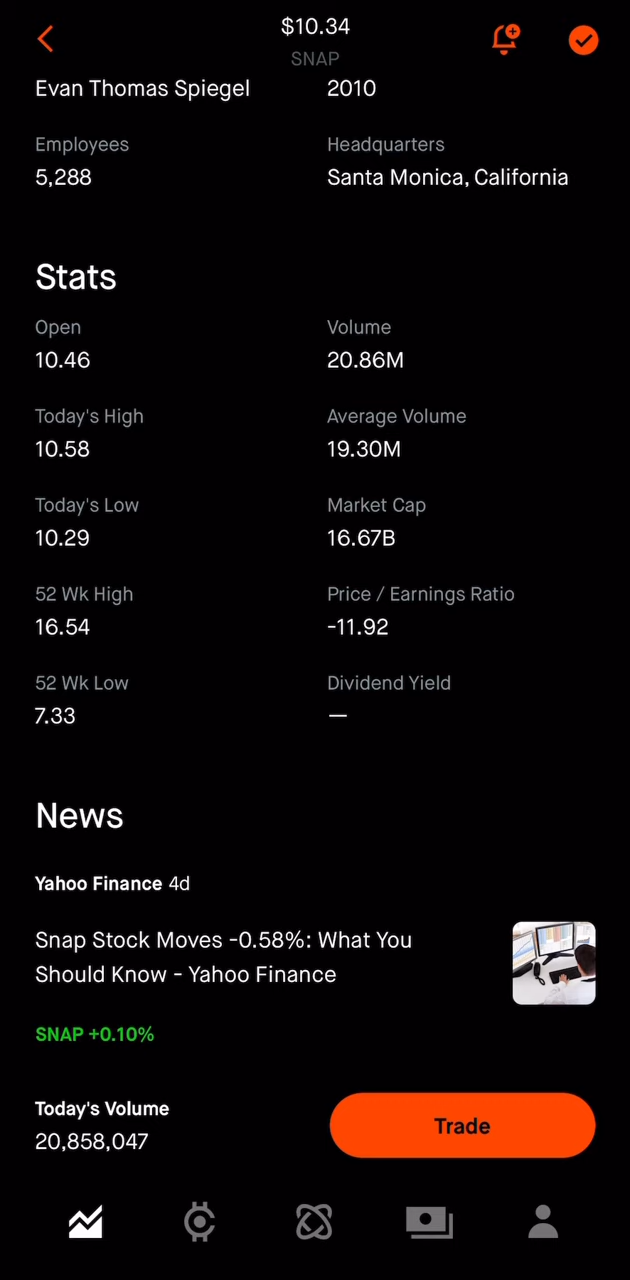 $10.34
SNAP
Evan Thomas Spiegel
2010
Employees
Headquarters
5,288
Santa Monica, California
Stats
Open
Volume
10.46
20.86M
Today's High
Average Volume
10.58
19.30M
Today's Low
Market Cap
10.29
16.67B
52 Wk High
Price / Earnings Ratio
16.54
-11.92
52 Wk Low
Dividend Yield
7.33
—
News
Yahoo Finance 4d
Snap Stock Moves -0.58%: What You
Should Know - Yahoo Finance
SNAP +0.10%
Today's Volume
20,858,047
Trade